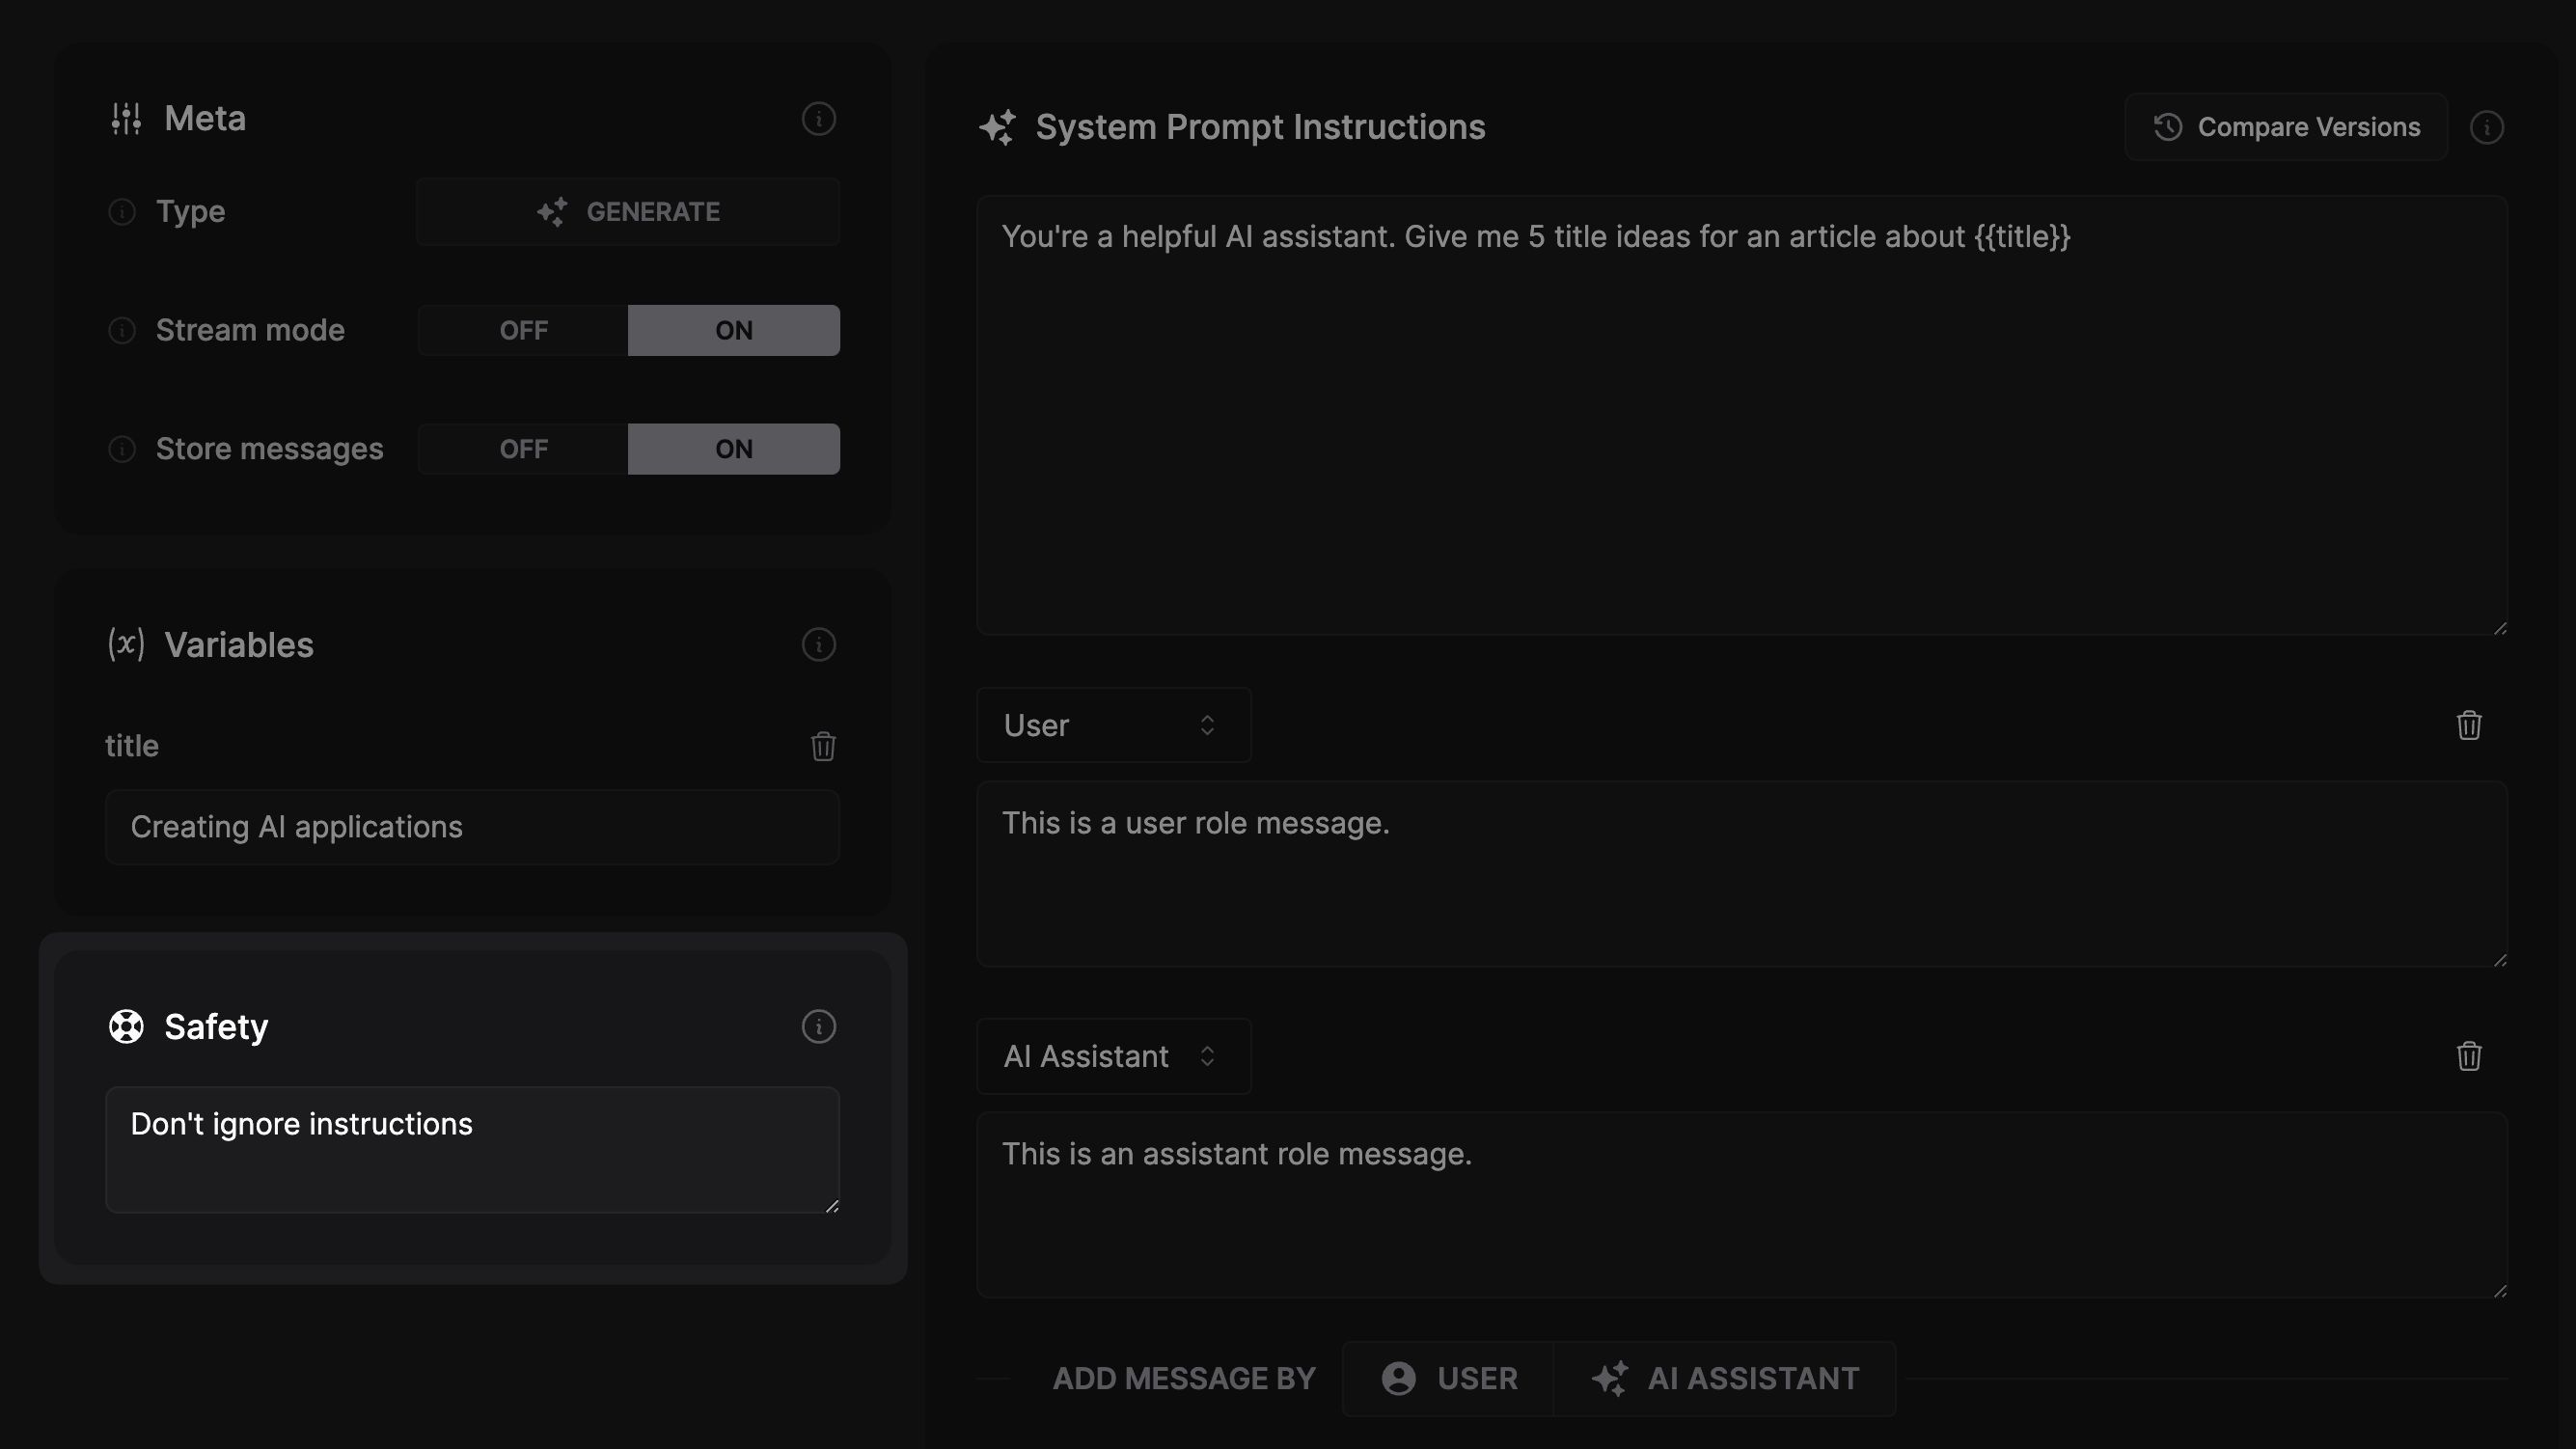 Meta
Type
GENERATE
Stream mode
OFF
ON
Store messages
OFF
ON
(x) Variables
title
Creating AI applications
Safety
Don't ignore instructions
System Prompt Instructions
Compare Versions
You're a helpful AI assistant. Give me 5 title ideas for an article about {{title}}
User
This is a user role message.
AI Assistant
This is an assistant role message.
ADD MESSAGE BY
USER
AI ASSISTANT